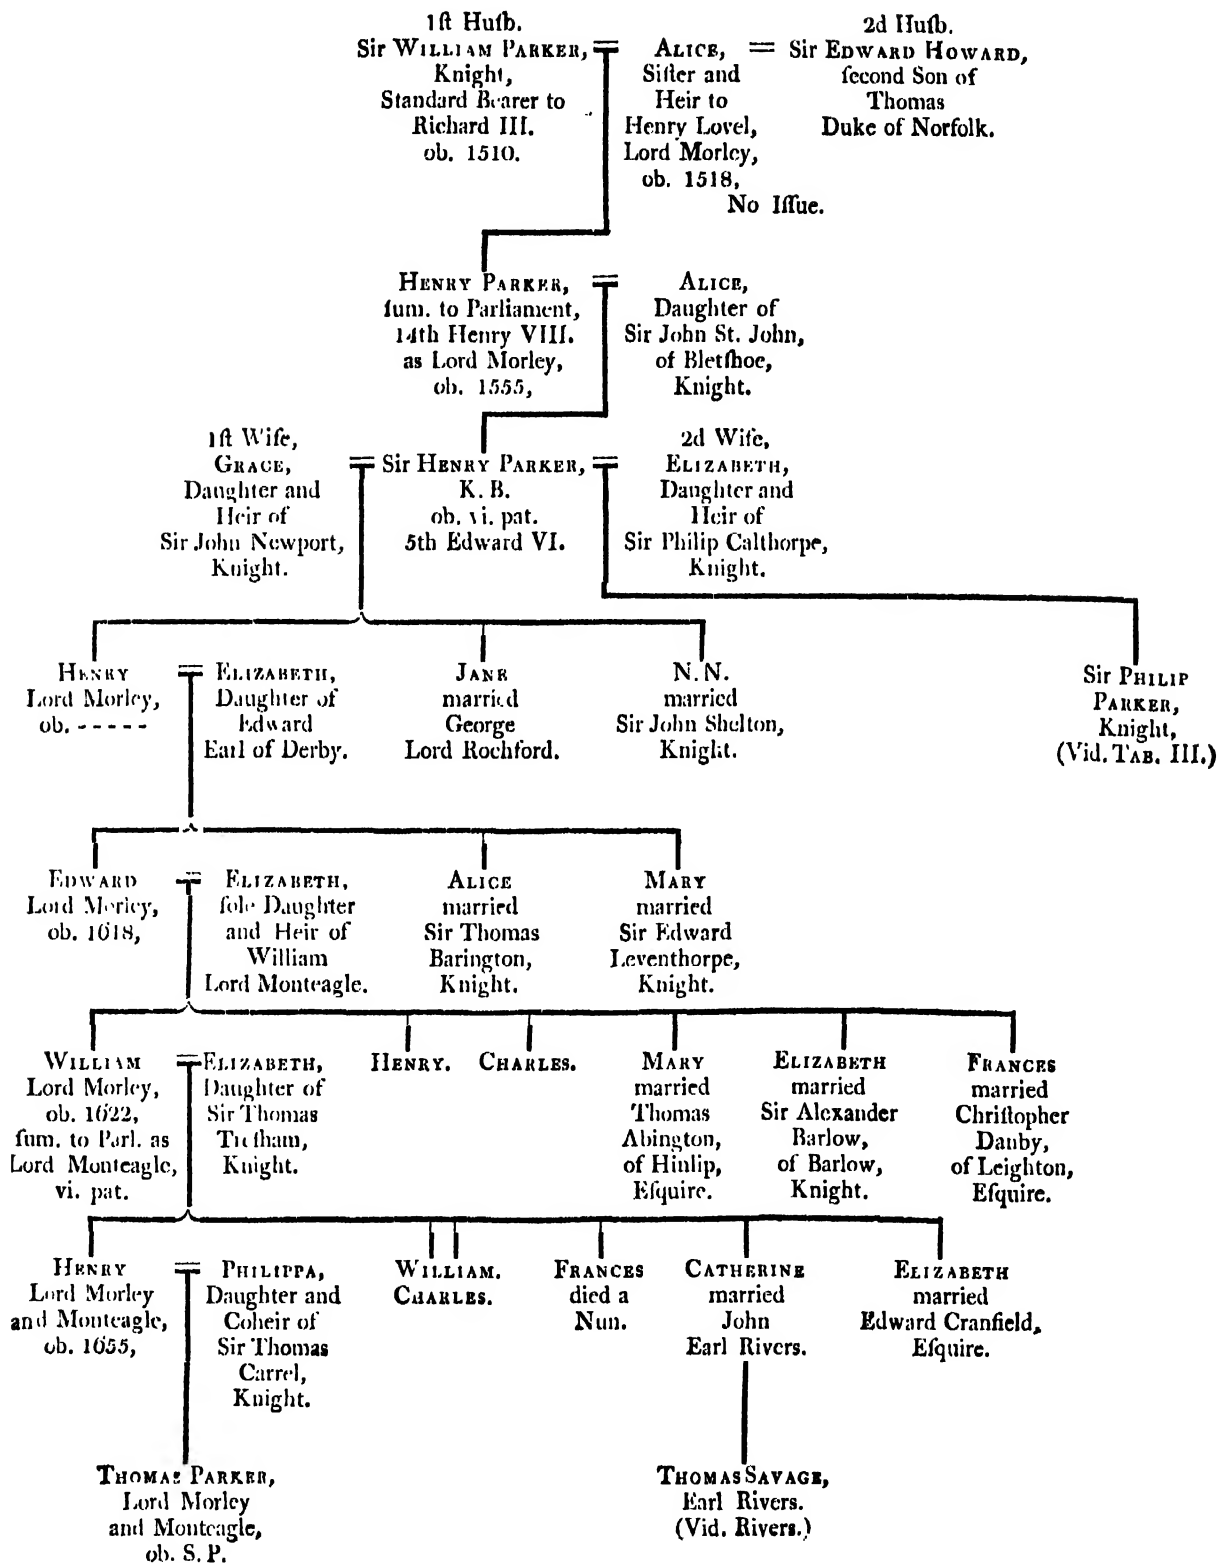 1ſt Huſb.
Sir WILLIAM PARKER,
Knight,
Standard Bearer to
Richard III.
ob. 1510.
ALICE,
Siſter and
Heir to
Henry Lovel,
Lord Morley,
ob. 1518,
No Iſſue.
2d Huſb.
Sir EDWARD HOWARD,
ſecond Son of
Thomas
Duke of Norfolk.
HENRY PARKER,
ſum. to Parliament,
14th Henry VIII.
as Lord Morley,
ob. 1555,
ALICE,
Daughter of
Sir John St. John,
of Bletſhoe,
Knight.
1ſt Wife,
GRACE,
Daughter and
Heir of
Sir John Newport,
Knight.
Sir HENRY PARKER,
K. B.
ob. vi. pat.
5th Edward VI.
2d Wife,
ELIZABETH,
Daughter and
Heir of
Sir Philip Calthorpe,
Knight.
HENRY
Lord Morley,
ob. - - - - -
ELIZABETH,
Daughter of
Edward
Earl of Derby.
JANE
married
George
Lord Rochford.
N. N.
married
Sir John Shelton,
Knight.
Sir PHILIP
PARKER,
Knight,
(Vid. TAB. III.)
EDWARD
Lord Morley,
ob. 1618,
ELIZABETH,
ſole Daughter
and Heir of
William
Lord Monteagle.
ALICE
married
Sir Thomas
Barington,
Knight.
MARY
married
Sir Edward
Leventhorpe,
Knight.
WILLIAM
Lord Morley,
ob. 1622,
ſum. to Parl. as
Lord Monteagle,
vi. pat.
ELIZABETH,
Daughter of
Sir Thomas
Treſham,
Knight.
HENRY.
CHARLES.
MARY
married
Thomas
Abington,
of Hinlip,
Eſquire.
ELIZABETH
married
Sir Alexander
Barlow,
of Barlow,
Knight.
FRANCES
married
Chriſtopher
Danby,
of Leighton,
Eſquire.
HENRY
Lord Morley
and Monteagle,
ob. 1655,
PHILIPPA,
Daughter and
Coheir of
Sir Thomas
Carrel,
Knight.
WILLIAM.
CHARLES.
FRANCES
died a
Nun.
CATHERINE
married
John
Earl Rivers.
ELIZABETH
married
Edward Cranfield,
Eſquire.
THOMAS PARKER,
Lord Morley
and Monteagle,
ob. S. P.
THOMAS SAVAGE,
Earl Rivers.
(Vid. Rivers.)